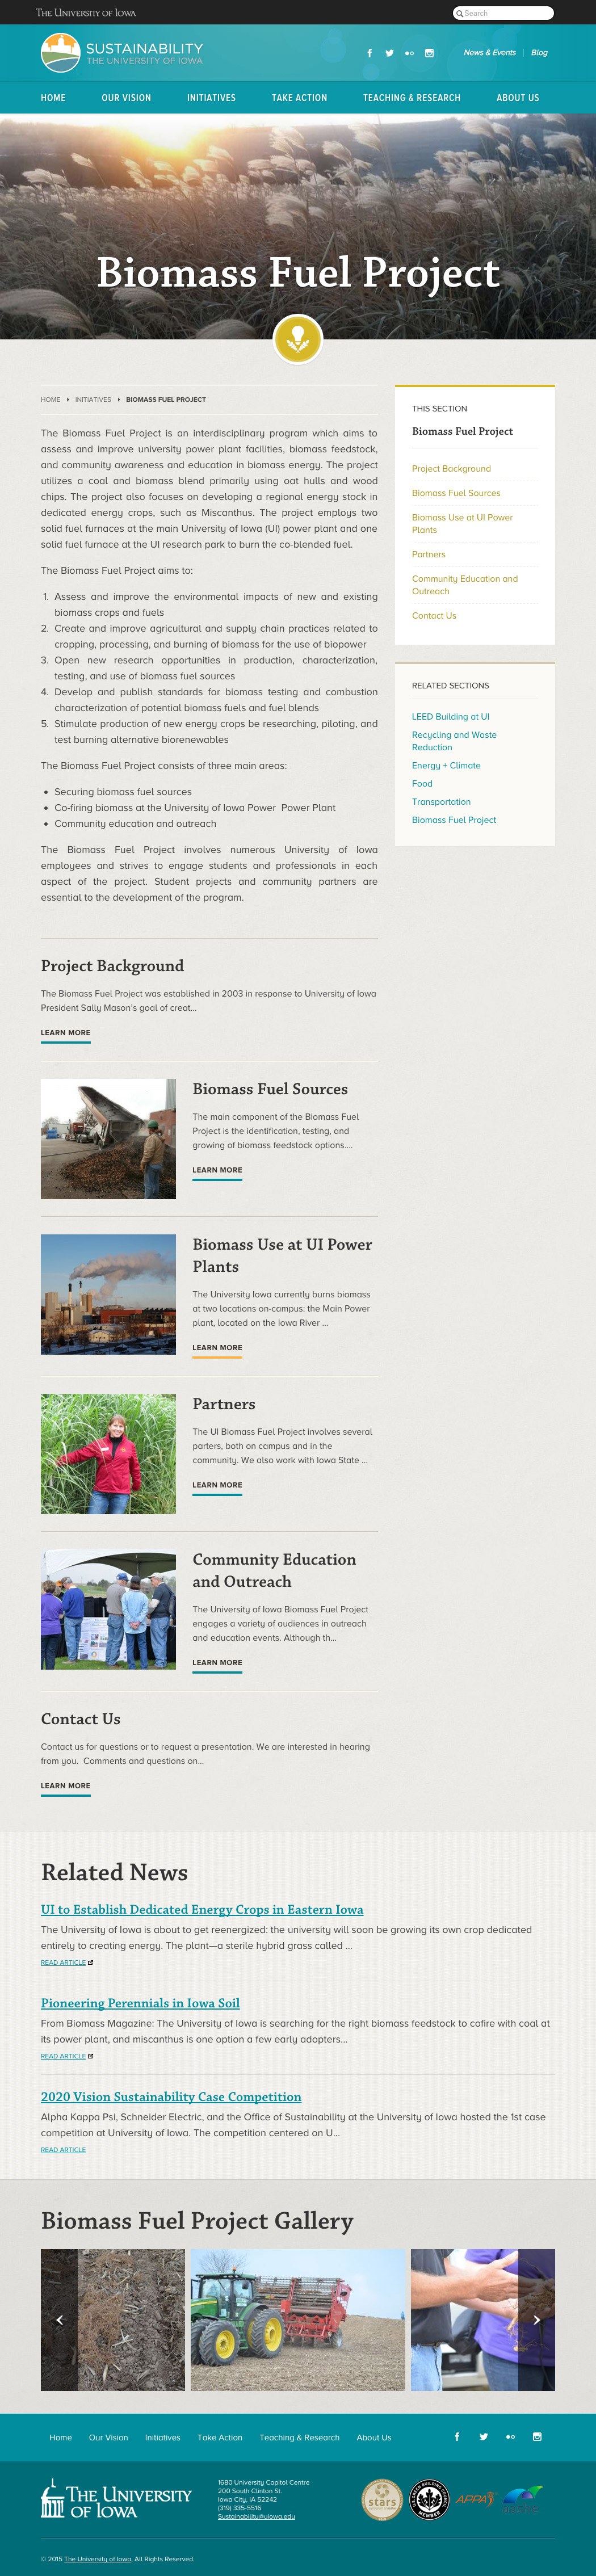 THE UNIVERSITY OF IOWA
Search
SUSTAINABILITY
THE UNIVERSITY OF IOWA
News & Events
Blog
HOME
OUR VISION
INITIATIVES
TAKE ACTION
TEACHING & RESEARCH
ABOUT US
Biomass Fuel Project
HOME INITIATIVES BIOMASS FUEL PROJECT
The Biomass Fuel Project is an interdisciplinary program which aims to
assess and improve university power plant facilities, biomass feedstock,
and community awareness and education in biomass energy. The project
utilizes a coal and biomass blend primarily using oat hulls and wood
chips. The project also focuses on developing a regional energy stock in
dedicated energy crops, such as Miscanthus. The project employs two
solid fuel furnaces at the main University of Iowa (UI) power plant and one
solid fuel furnace at the UI research park to burn the co-blended fuel.
The Biomass Fuel Project aims to:
1. Assess and improve the environmental impacts of new and existing
biomass crops and fuels
2. Create and improve agricultural and supply chain practices related to
cropping, processing, and burning of biomass for the use of biopower
3. Open new research opportunities in production, characterization,
testing, and use of biomass fuel sources
4. Develop and publish standards for biomass testing and combustion
characterization of potential biomass fuels and fuel blends
5. Stimulate production of new energy crops be researching, piloting, and
test burning alternative biorenewables
The Biomass Fuel Project consists of three main areas:
• Securing biomass fuel sources
• Co-firing biomass at the University of Iowa Power Power Plant
• Community education and outreach
The Biomass Fuel Project involves numerous University of Iowa
employees and strives to engage students and professionals in each
aspect of the project. Student projects and community partners are
essential to the development of the program.
THIS SECTION
Biomass Fuel Project
Project Background
Biomass Fuel Sources
Biomass Use at UI Power
Plants
Partners
Community Education and
Outreach
Contact Us
RELATED SECTIONS
LEED Building at UI
Recycling and Waste
Reduction
Energy + Climate
Food
Transportation
Biomass Fuel Project
Project Background
The Biomass Fuel Project was established in 2003 in response to University of Iowa
President Sally Mason's goal of creat...
LEARN MORE
Biomass Fuel Sources
The main component of the Biomass Fuel
Project is the identification, testing, and
growing of biomass feedstock options....
LEARN MORE
Biomass Use at UI Power
Plants
The University Iowa currently burns biomass
at two locations on-campus: the Main Power
plant, located on the Iowa River ...
LEARN MORE
Partners
The UI Biomass Fuel Project involves several
parters, both on campus and in the
community. We also work with Iowa State ...
LEARN MORE
Community Education
and Outreach
The University of Iowa Biomass Fuel Project
engages a variety of audiences in outreach
and education events. Although th...
LEARN MORE
Contact Us
Contact us for questions or to request a presentation. We are interested in hearing
from you. Comments and questions on...
LEARN MORE
Related News
UI to Establish Dedicated Energy Crops in Eastern Iowa
The University of Iowa is about to get reenergized: the university will soon be growing its own crop dedicated
entirely to creating energy. The plant—a sterile hybrid grass called ...
READ ARTICLE
Pioneering Perennials in Iowa Soil
From Biomass Magazine: The University of Iowa is searching for the right biomass feedstock to cofire with coal at
its power plant, and miscanthus is one option a few early adopters...
READ ARTICLE
2020 Vision Sustainability Case Competition
Alpha Kappa Psi, Schneider Electric, and the Office of Sustainability at the University of Iowa hosted the 1st case
competition at University of Iowa. The competition centered on U...
READ ARTICLE
Biomass Fuel Project Gallery
Home
Our Vision
Initiatives
Take Action
Teaching & Research
About Us
THE UNIVERSITY
OF IOWA
1680 University Capitol Centre
200 South Clinton St.
Iowa City, IA 52242
(319) 335-5516
Sustainability@uiowa.edu
stars
MEMBER
APPA
© 2015 The University of Iowa. All Rights Reserved.